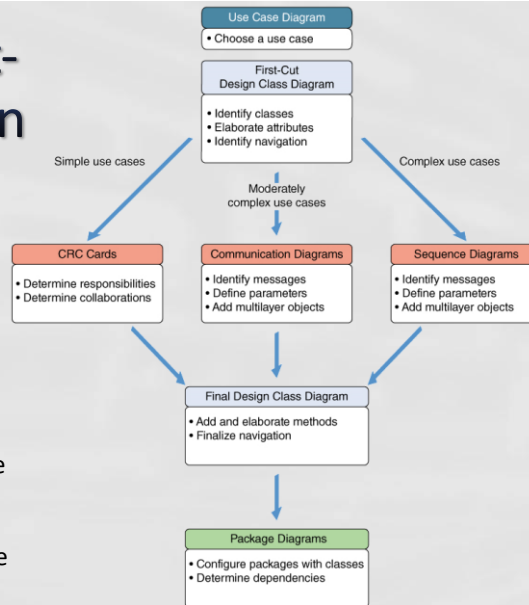 n
Use Case Diagram
• Choose a use case
First-Cut
Design Class Diagram
• Identify classes
• Elaborate attributes
• Identify navigation
Simple use cases
Moderately
complex use cases
Complex use cases
CRC Cards
• Determine responsibilities
• Determine collaborations
Communication Diagrams
• Identify messages
• Define parameters
• Add multilayer objects
Sequence Diagrams
• Identify messages
• Define parameters
• Add multilayer objects
Final Design Class Diagram
• Add and elaborate methods
• Finalize navigation
e
e
Package Diagrams
• Configure packages with classes
• Determine dependencies